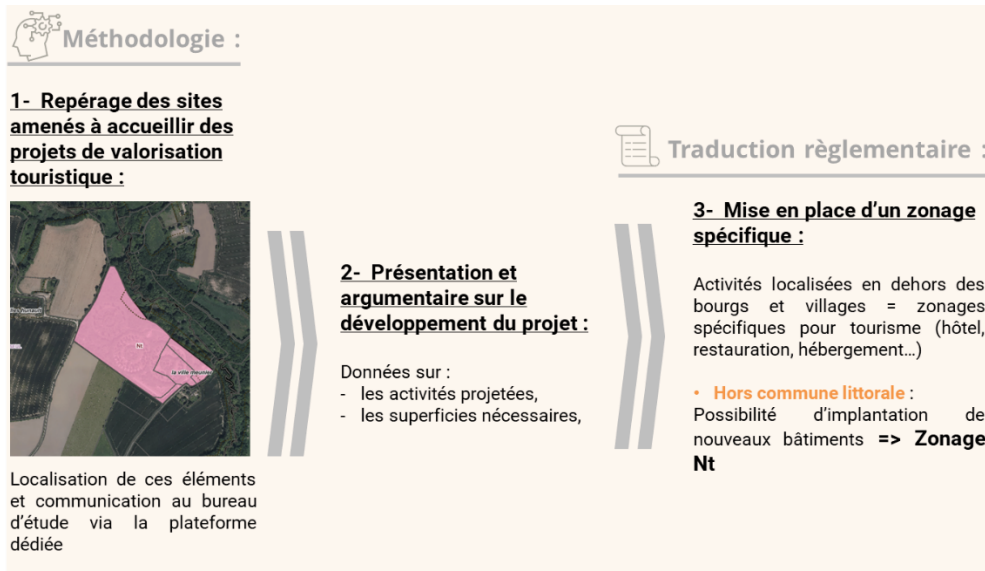 Méthodologie :
1- Repérage des sites
amenés à accueillir des
projets de valorisation
touristique :
Nt
la ville meuvier
Localisation de ces éléments
et communication au bureau
d'étude via la plateforme
dédiée
2- Présentation et
argumentaire sur le
développement du projet :
Données sur :
- les activités projetées,
- les superficies nécessaires,
Traduction règlementaire :
3- Mise en place d'un zonage
spécifique :
Activités localisées en dehors des
bourgs et villages = zonages
spécifiques pour tourisme (hôtel,
restauration, hébergement...)
• Hors commune littorale :
Possibilité d'implantation de
nouveaux bâtiments => Zonage
Nt